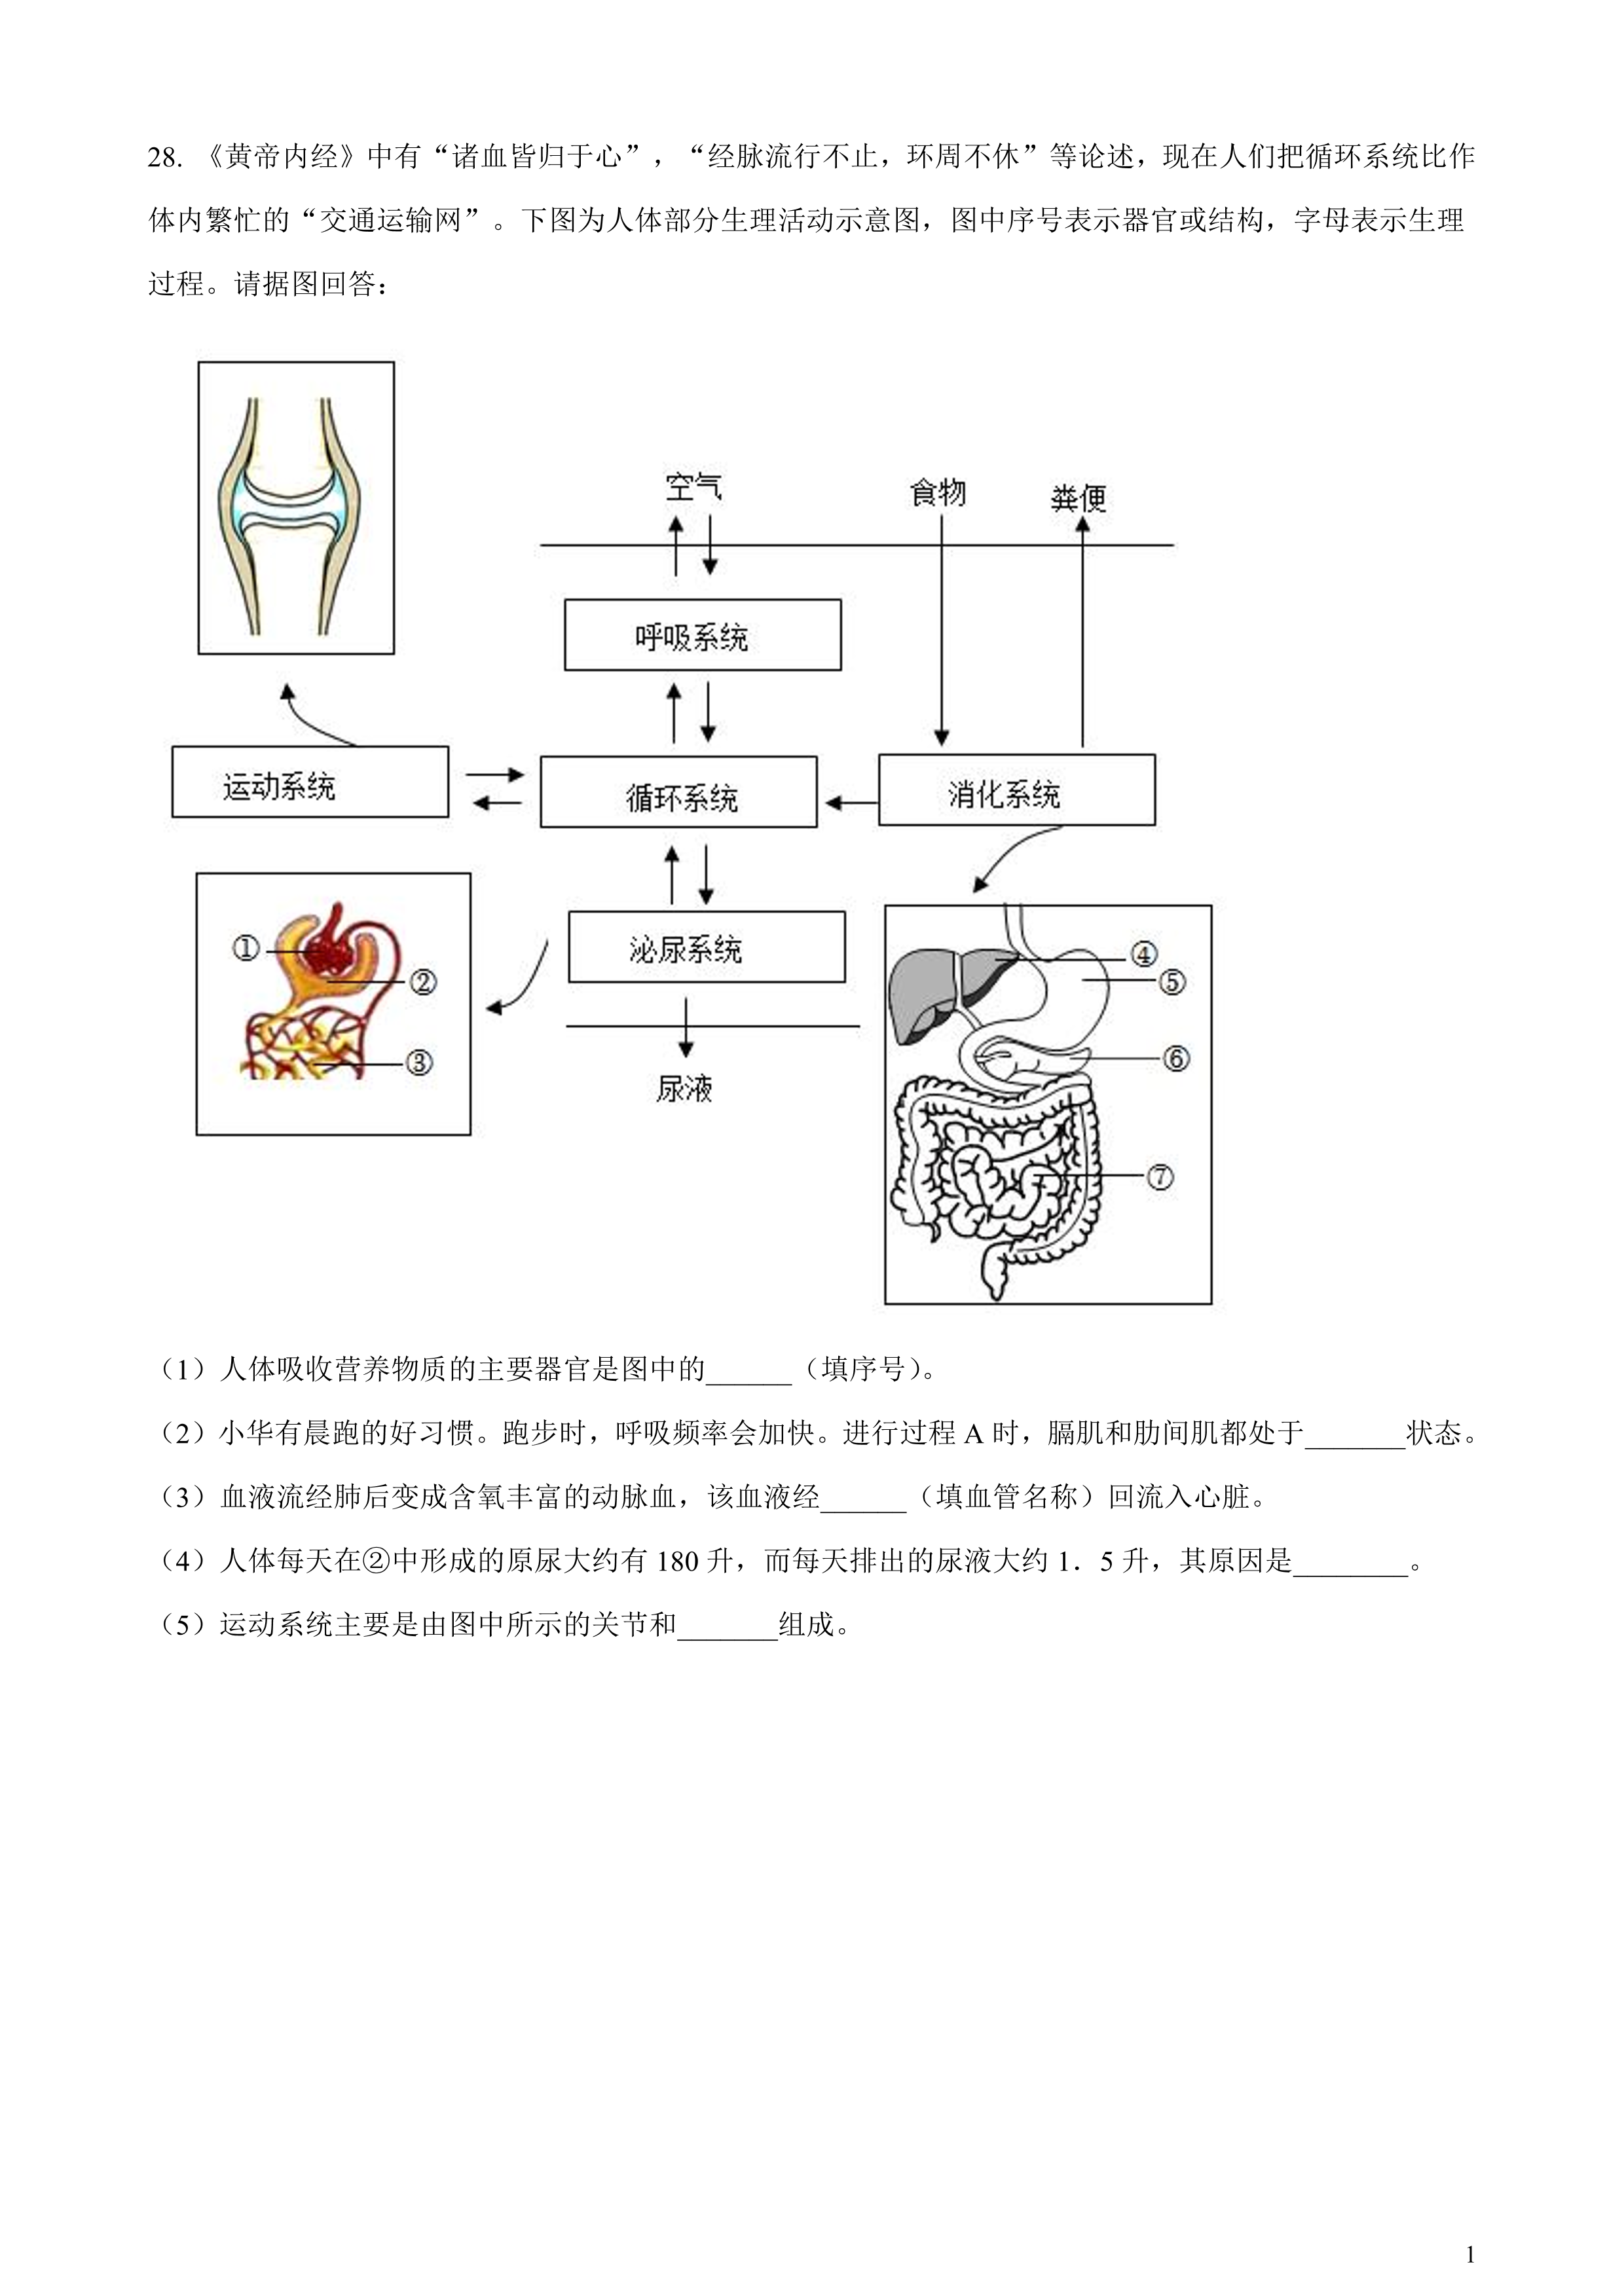 28. 《黄帝内经》中有“诸血皆归于心”，“经脉流行不止，环周不休”等论述，现在人们把循环系统比作
体内繁忙的“交通运输网”。下图为人体部分生理活动示意图，图中序号表示器官或结构，字母表示生理
过程。请据图回答：
空气
食物
粪便
呼吸系统
运动系统
循环系统
消化系统
①
②
③
泌尿系统
尿液
④
⑤
⑥
⑦
（1）人体吸收营养物质的主要器官是图中的______（填序号）。
（2）小华有晨跑的好习惯。跑步时，呼吸频率会加快。进行过程 A 时，膈肌和肋间肌都处于_______状态。
（3）血液流经肺后变成含氧丰富的动脉血，该血液经______（填血管名称）回流入心脏。
（4）人体每天在②中形成的原尿大约有 180 升，而每天排出的尿液大约 1．5 升，其原因是________。
（5）运动系统主要是由图中所示的关节和_______组成。
1